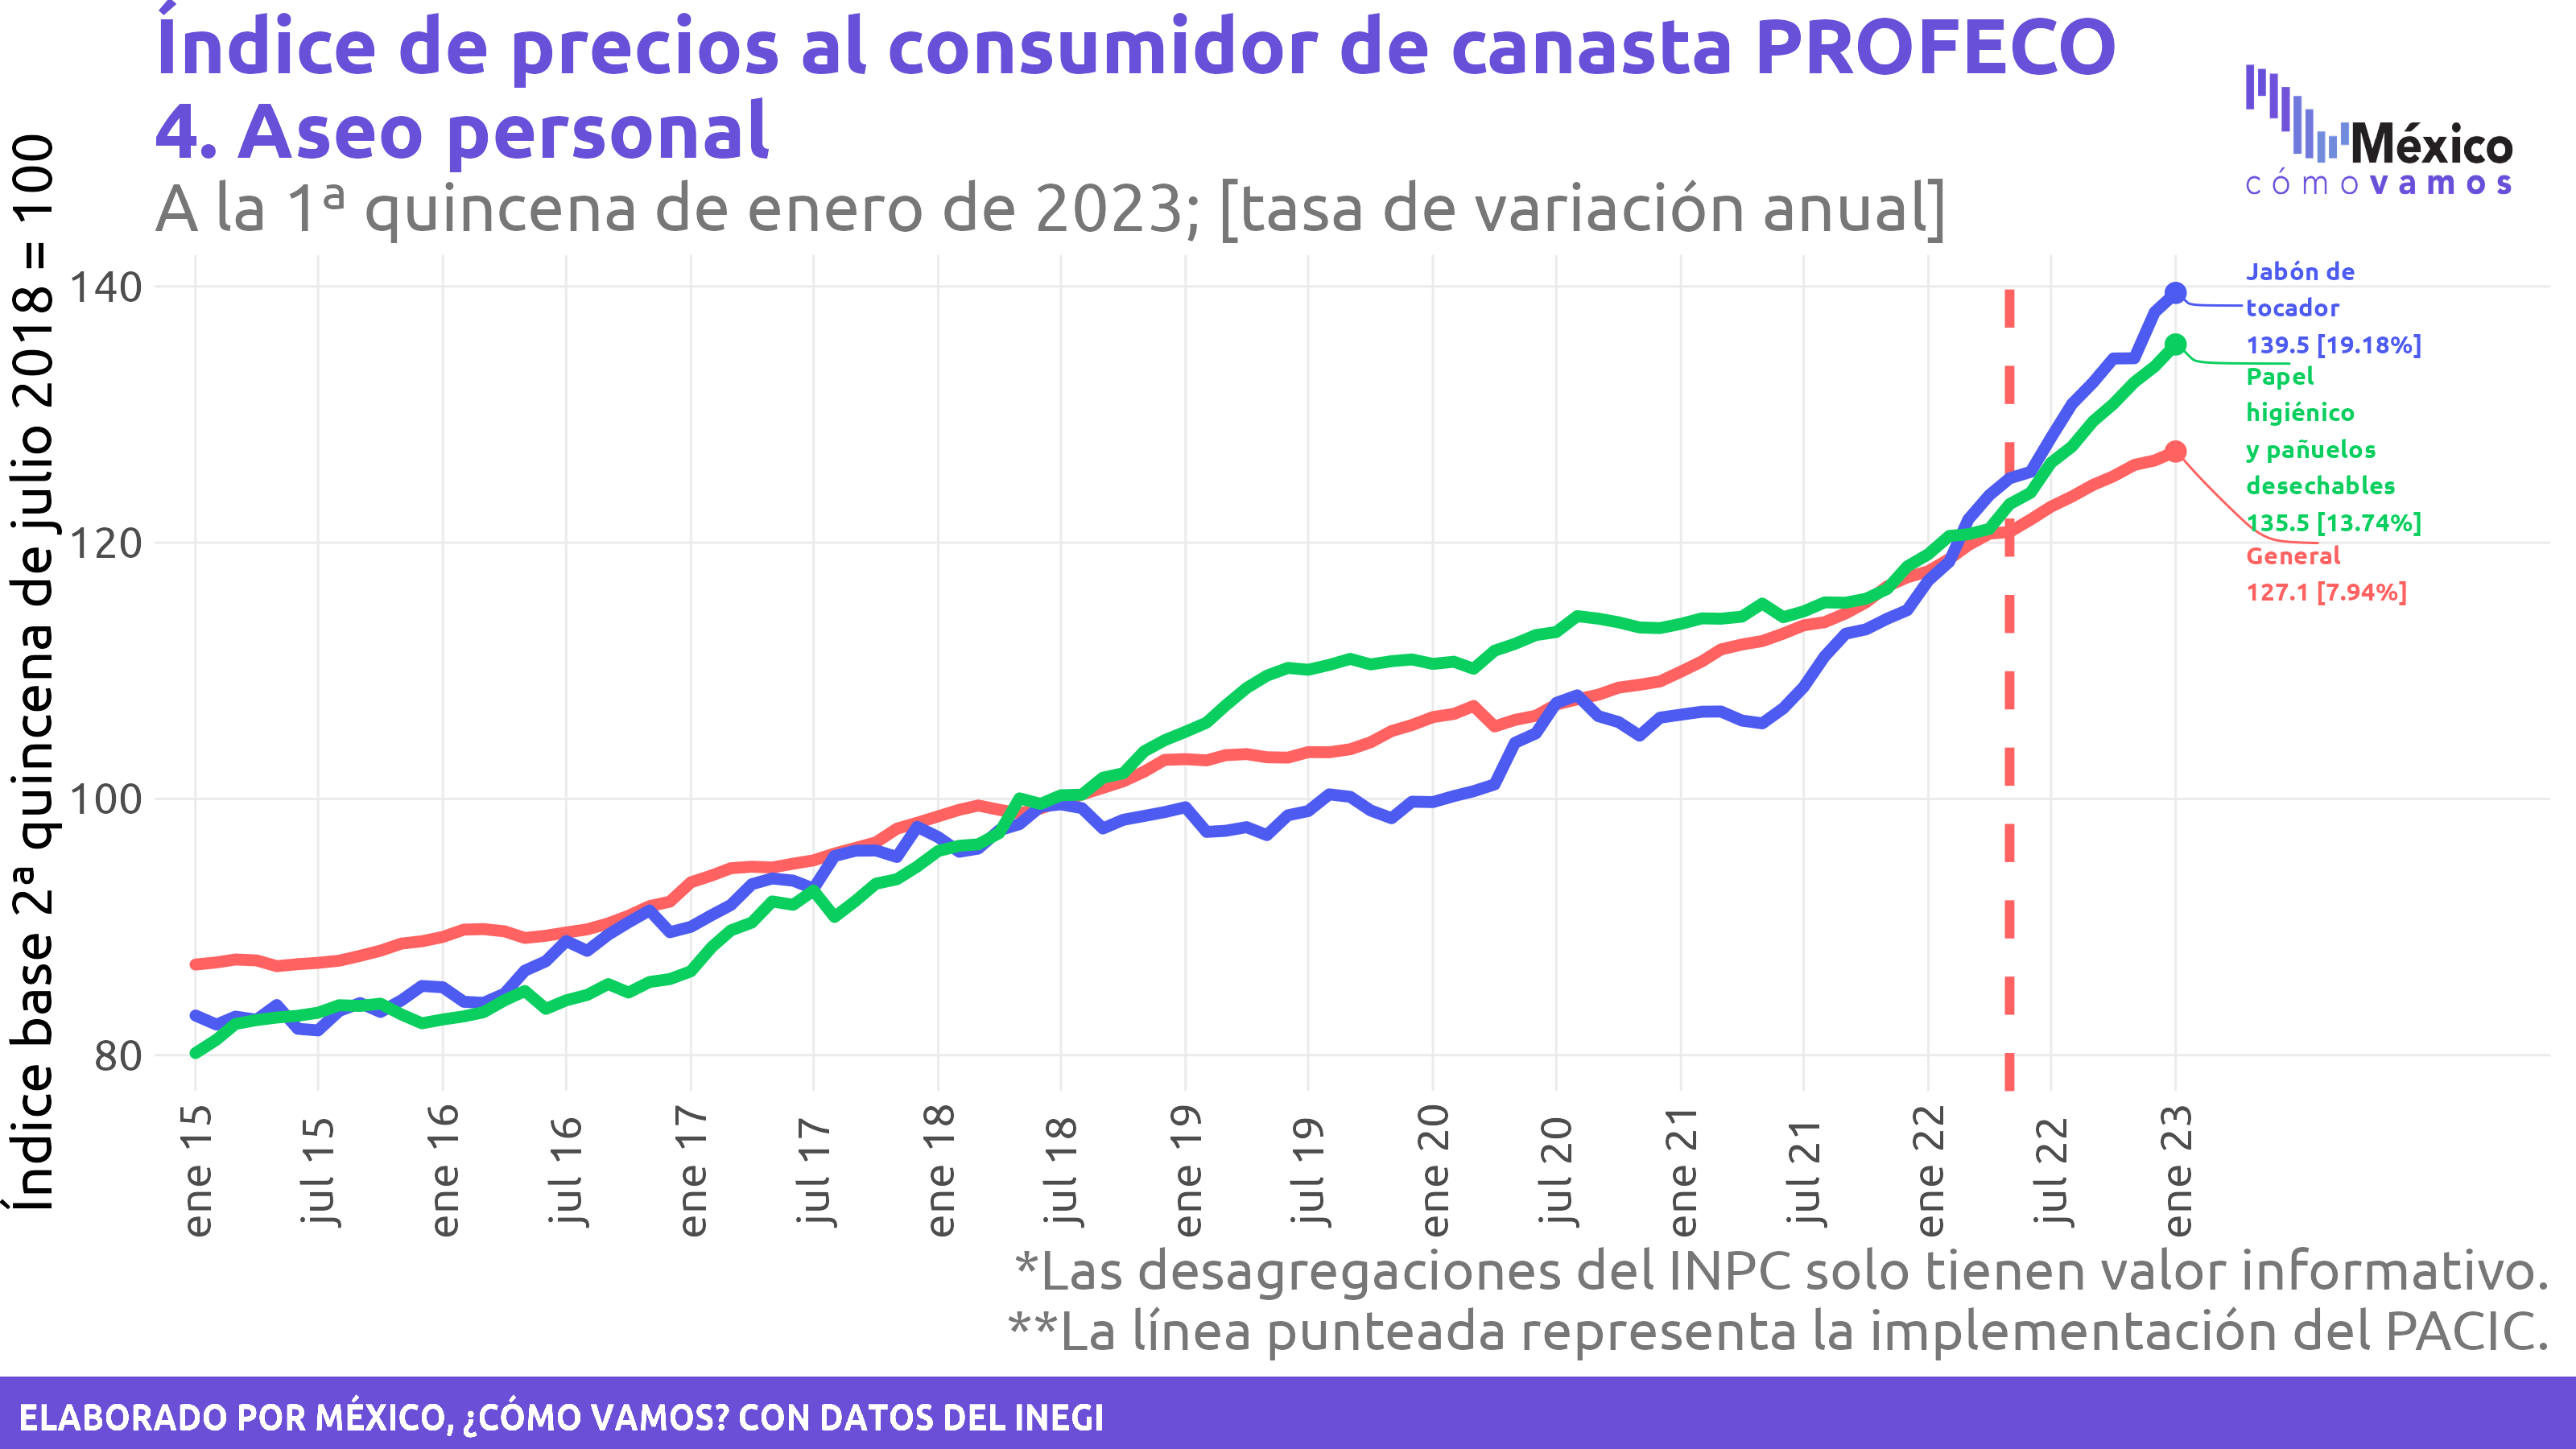 Índice de precios al consumidor de canasta PROFECO
4. Aseo personal
A la 1ª quincena de enero de 2023; [tasa de variación anual]
México
cómo vamos
Índice base 2ª quincena de julio 2018 = 100
140
120
100
80
Jabón de
tocador
139.5 [19.18%]
Papel
higiénico
y pañuelos
desechables
135.5 [13.74%]
General
127.1 [7.94%]
ene 15
jul 15
ene 16
jul 16
ene 17
jul 17
ene 18
jul 18
ene 19
jul 19
ene 20
jul 20
ene 21
jul 21
ene 22
jul 22
ene 23
*Las desagregaciones del INPC solo tienen valor informativo.
**La línea punteada representa la implementación del PACIC.
ELABORADO POR MÉXICO, ¿CÓMO VAMOS? CON DATOS DEL INEGI